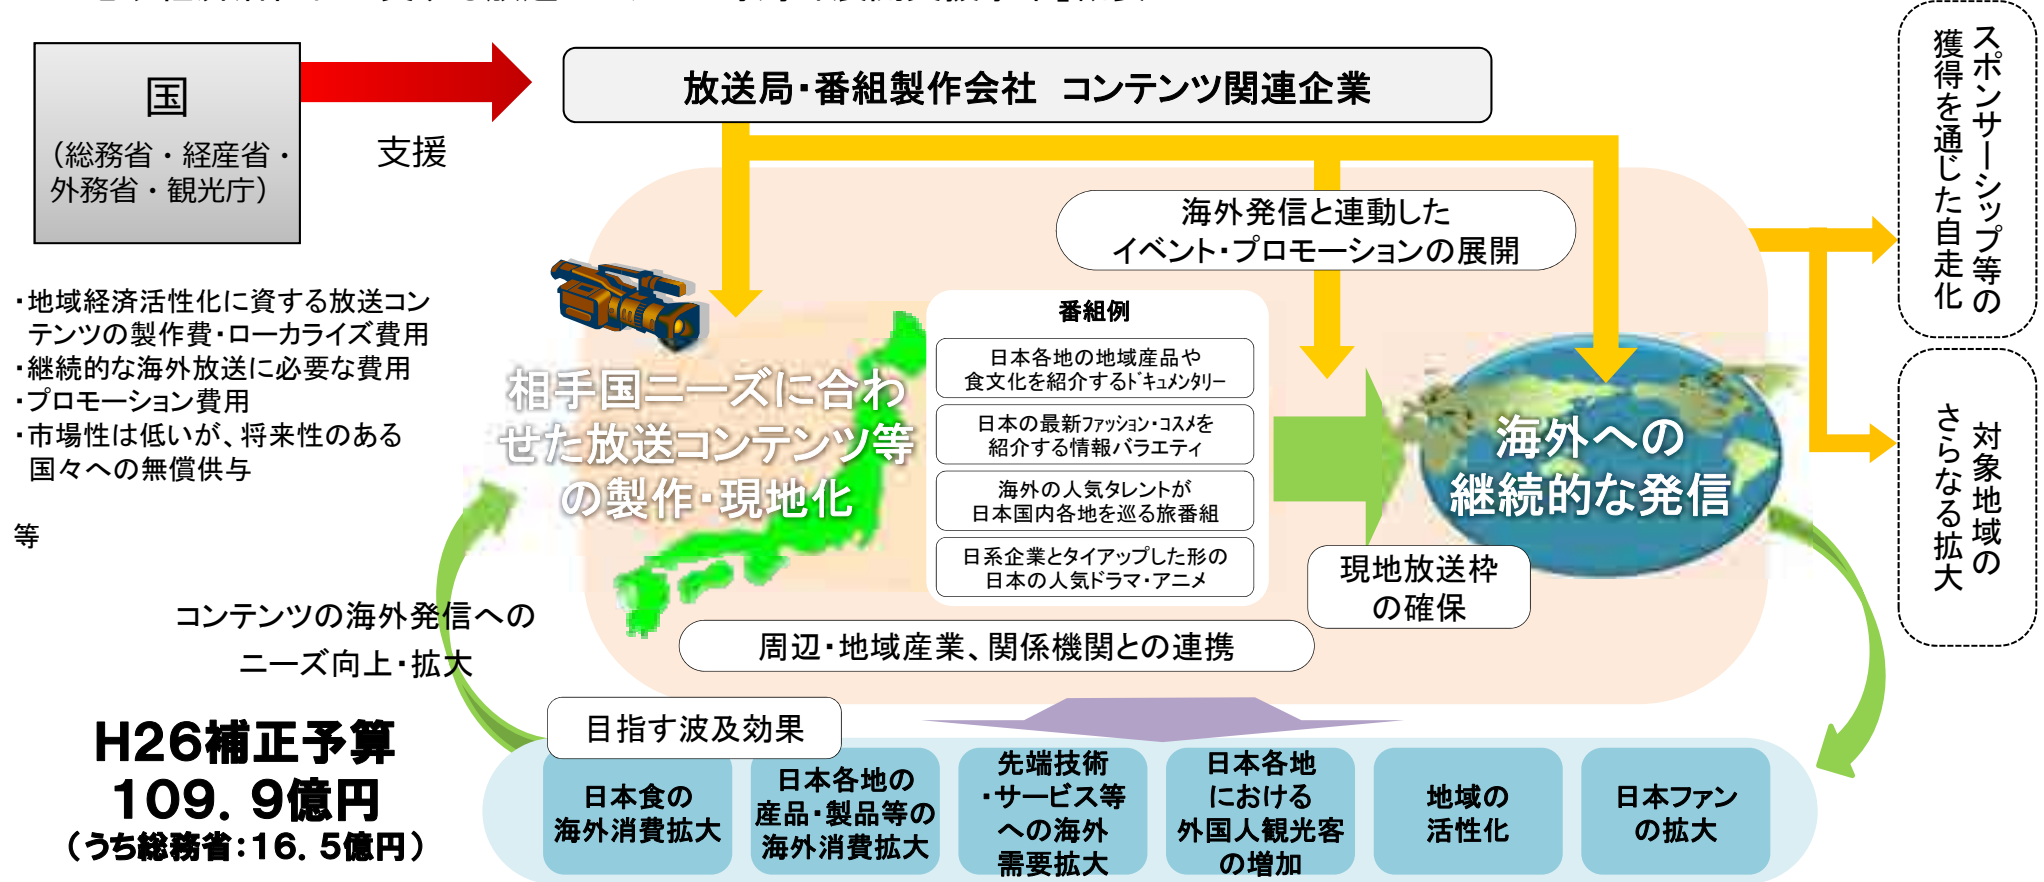 国
（総務省・経産省・
外務省・観光庁）
支援
放送局・番組製作会社　コンテンツ関連企業
・地域経済活性化に資する放送コン
テンツの製作費・ローカライズ費用
・継続的な海外放送に必要な費用
・プロモーション費用
・市場性は低いが、将来性のある
国々への無償供与
等
海外発信と連動した
イベント・プロモーションの展開
相手国ニーズに合わ
せた放送コンテンツ等
の製作・現地化
番組例
日本各地の地域産品や
食文化を紹介するドキュメンタリー
日本の最新ファッション・コスメを
紹介する情報バラエティ
海外の人気タレントが
日本国内各地を巡る旅番組
日系企業とタイアップした形の
日本の人気ドラマ・アニメ
海外への
継続的な発信
現地放送枠
の確保
周辺・地域産業、関係機関との連携
スポンサーシップ等の
獲得を通じた自走化
対象地域の
さらなる拡大
コンテンツの海外発信への
ニーズ向上・拡大
H26補正予算
109．9億円
（うち総務省：16．5億円）
目指す波及効果
日本食の
海外消費拡大
日本各地の
産品・製品等の
海外消費拡大
先端技術
・サービス等
への海外
需要拡大
日本各地
における
外国人観光客
の増加
地域の
活性化
日本ファン
の拡大